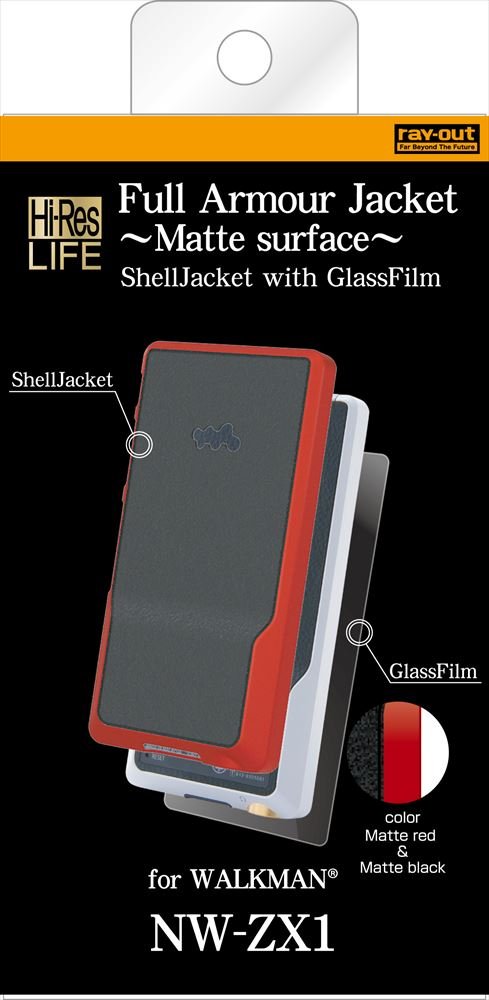 ray-out
Far Beyond The Future
Hi-Res
LIFE
Full Armour Jacket
～Matte surface～
ShellJacket with GlassFilm
ShellJacket
GlassFilm
RESET
color
Matte red
&
Matte black
for WALKMAN®
NW-ZX1